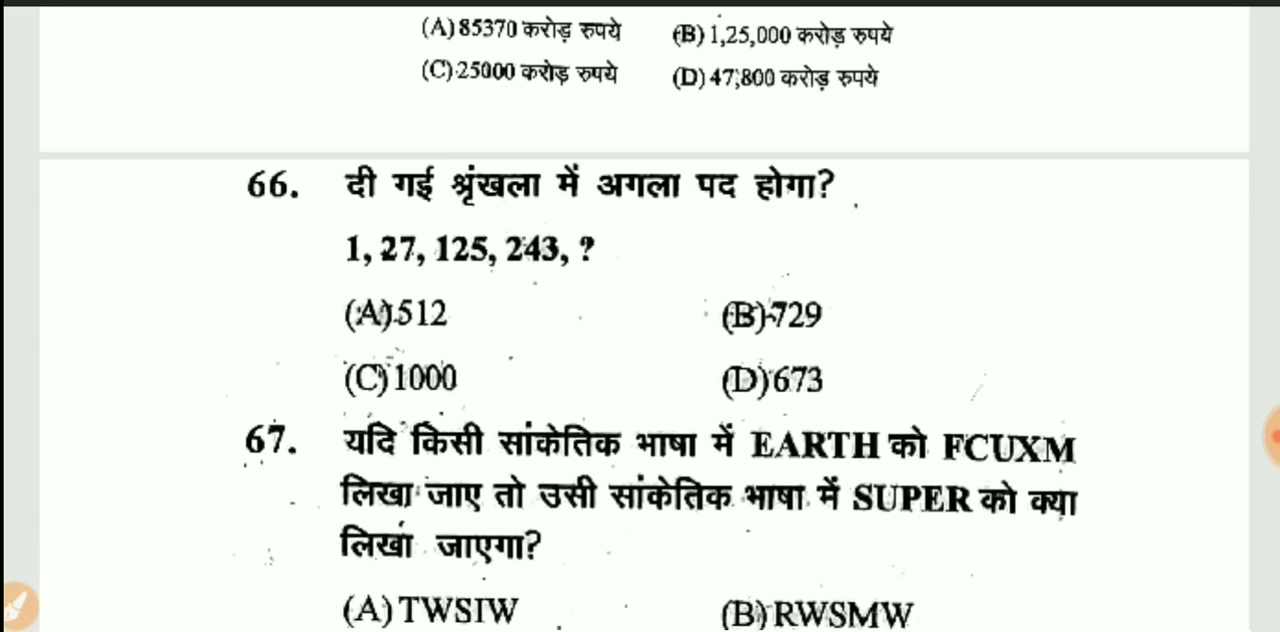 (A) 85370 करोड़ रुपये (B) 1,25,000 करोड़ रुपये
(C) 25000 करोड़ रुपये (D) 47,800 करोड़ रुपये
66. दी गई श्रृंखला में अगला पद होगा?
1, 27, 125, 243, ?
(A) 512 (B) 729
(C) 1000 (D) 673
67. यदि किसी सांकेतिक भाषा में EARTH को FCUXM
लिखा जाए तो उसी सांकेतिक भाषा में SUPER को क्या
लिखा जाएगा?
(A) TWSIW (B) RWSMW